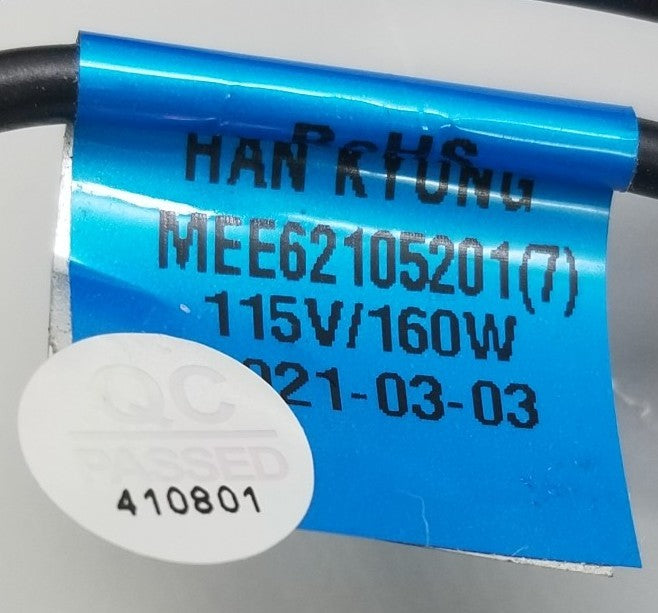 RoHS
HAN KYUNG
MEE62105201(7)
115V/160W
021-03-03
QC
PASSED
410801